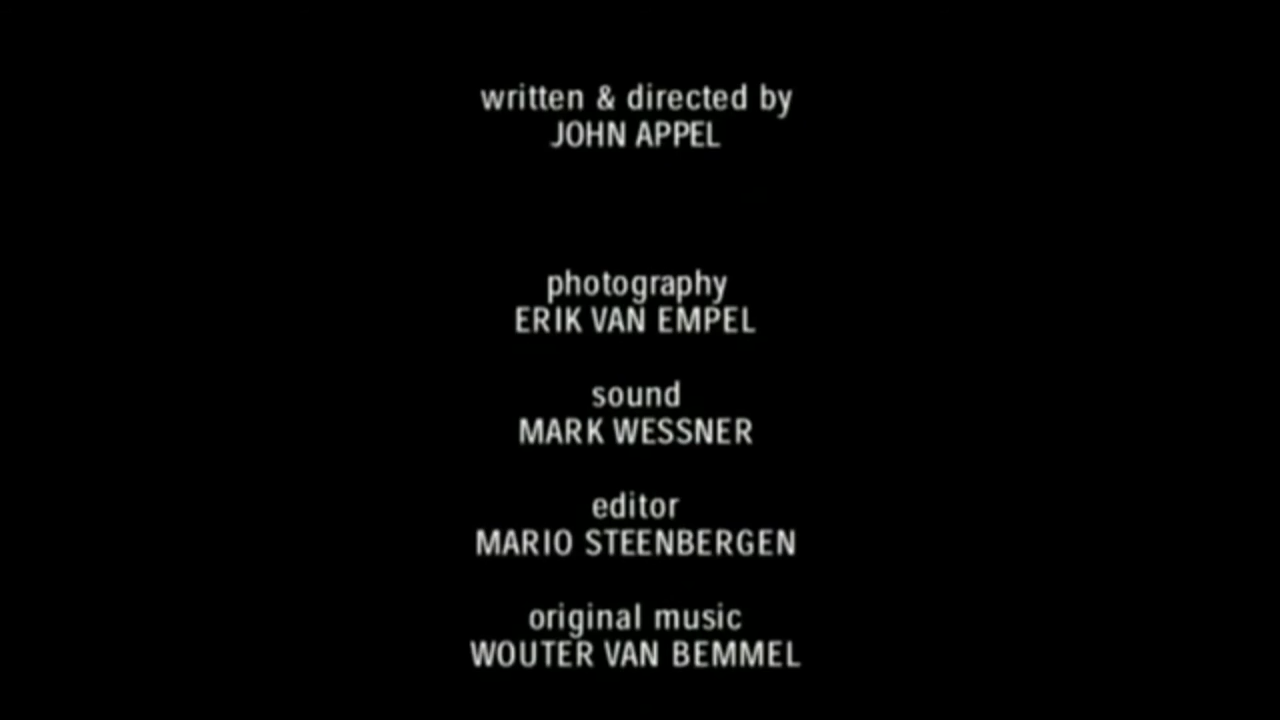 written & directed by
JOHN APPEL
photography
ERIK VAN EMPEL
sound
MARK WESSNER
editor
MARIO STEENBERGEN
original music
WOUTER VAN BEMMEL